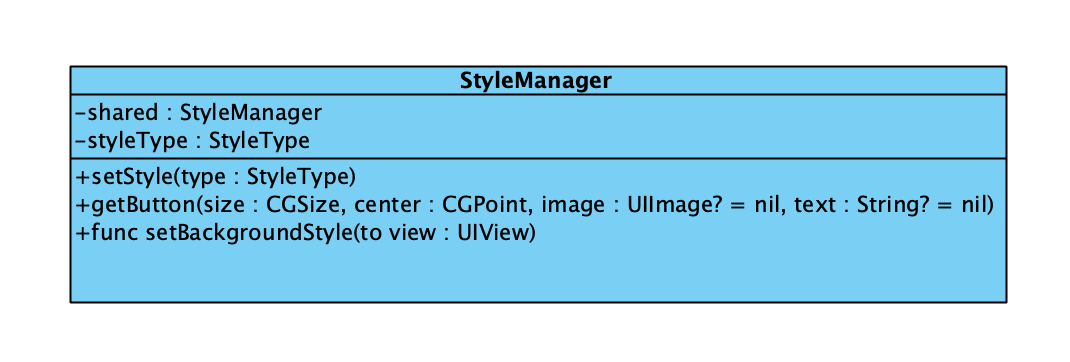 StyleManager
-shared : StyleManager
-styleType : StyleType
+setStyle(type : StyleType)
+getButton(size : CGSize, center : CGPoint, image : UIImage? = nil, text : String? = nil)
+func setBackgroundStyle(to view : UIView)